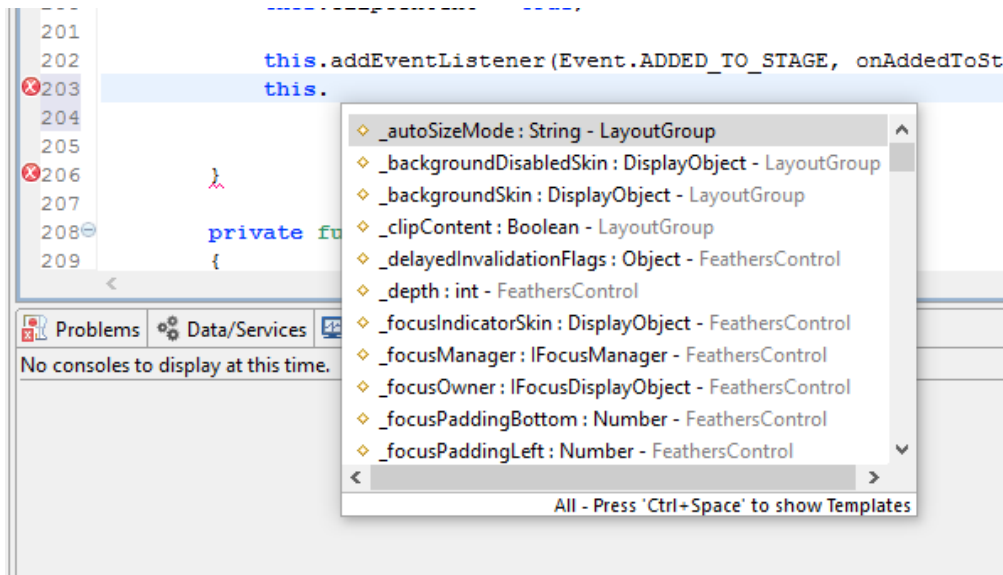 201
202 this.addEventListener(Event.ADDED_TO_STAGE, onAddedToSt
203 this.
204
205
206 }
207
208 private fu
209 {
_autoSizeMode : String - LayoutGroup
_backgroundDisabledSkin : DisplayObject - LayoutGroup
_backgroundSkin : DisplayObject - LayoutGroup
_clipContent : Boolean - LayoutGroup
_delayedInvalidationFlags : Object - FeathersControl
_depth : int - FeathersControl
_focusIndicatorSkin : DisplayObject - FeathersControl
_focusManager : IFocusManager - FeathersControl
_focusOwner : IFocusDisplayObject - FeathersControl
_focusPaddingBottom : Number - FeathersControl
_focusPaddingLeft : Number - FeathersControl
All - Press 'Ctrl+Space' to show Templates
Problems Data/Services
No consoles to display at this time.